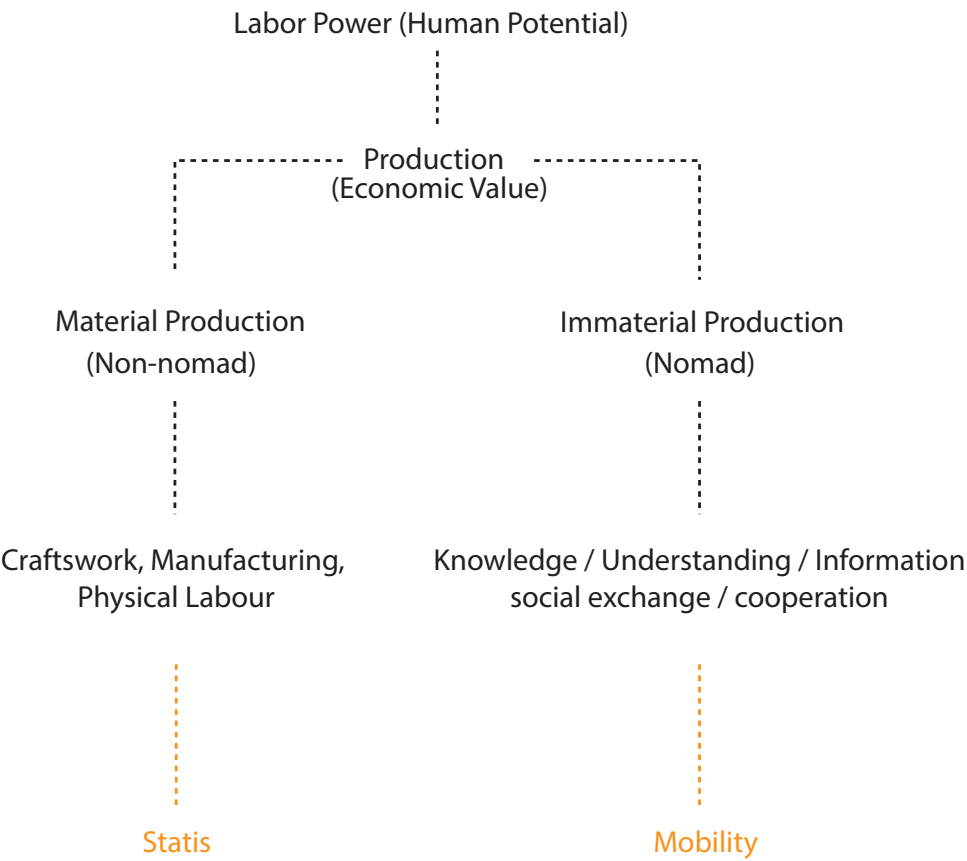 Labor Power (Human Potential)
Production
(Economic Value)
Material Production
(Non-nomad)
Immaterial Production
(Nomad)
Craftswork, Manufacturing,
Physical Labour
Knowledge / Understanding / Information
social exchange / cooperation
Statis
Mobility